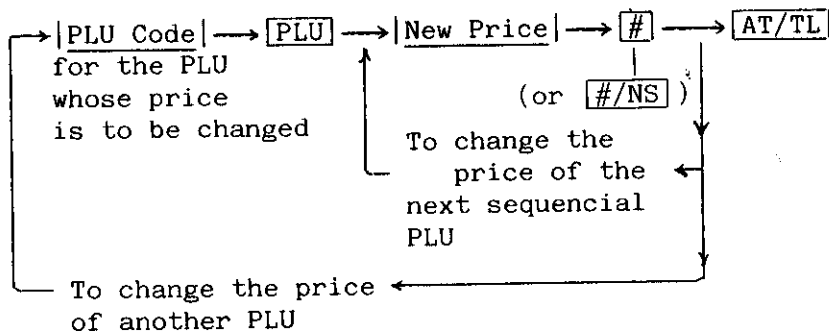 PLU Code PLU New Price # AT/TL
for the PLU
whose price
is to be changed
(or #/NS)
To change the
price of the
next sequencial
PLU
To change the price
of another PLU